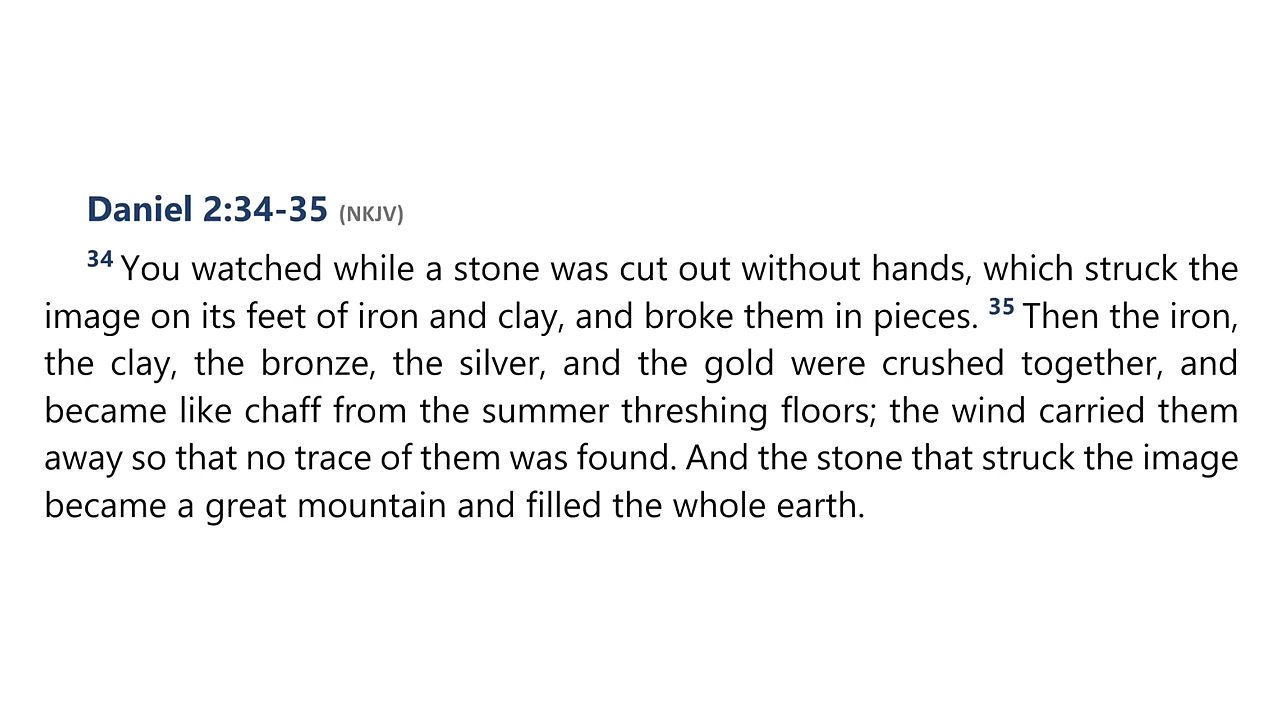 Daniel 2:34-35 (NKJV)
34 You watched while a stone was cut out without hands, which struck the
image on its feet of iron and clay, and broke them in pieces. 35 Then the iron,
the clay, the bronze, the silver, and the gold were crushed together, and
became like chaff from the summer threshing floors; the wind carried them
away so that no trace of them was found. And the stone that struck the image
became a great mountain and filled the whole earth.